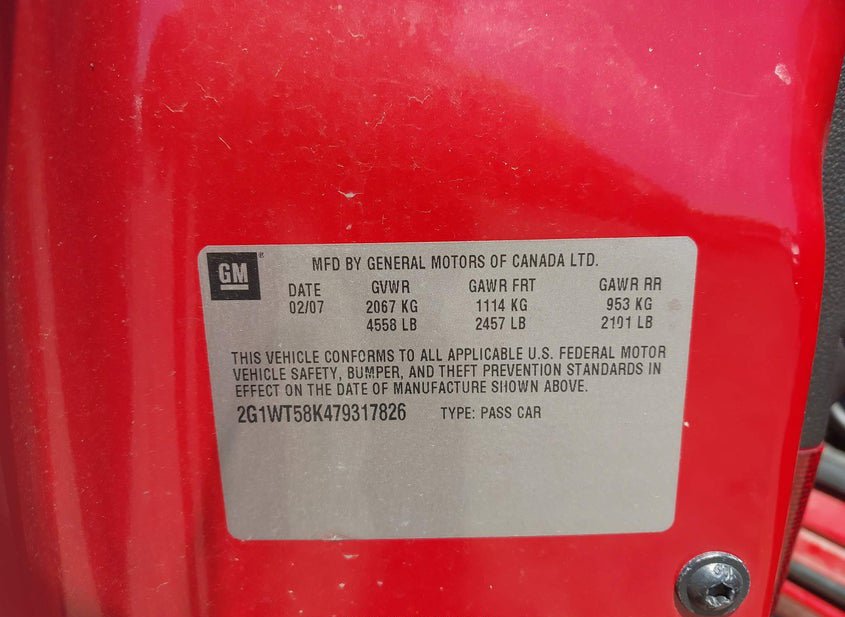 GM
MFD BY GENERAL MOTORS OF CANADA LTD.
DATE GVWR GAWR FRT GAWR RR
02/07 2067 KG 1114 KG 953 KG
4558 LB 2457 LB 2101 LB
THIS VEHICLE CONFORMS TO ALL APPLICABLE U.S. FEDERAL MOTOR
VEHICLE SAFETY, BUMPER, AND THEFT PREVENTION STANDARDS IN
EFFECT ON THE DATE OF MANUFACTURE SHOWN ABOVE.
2G1WT58K479317826 TYPE: PASS CAR